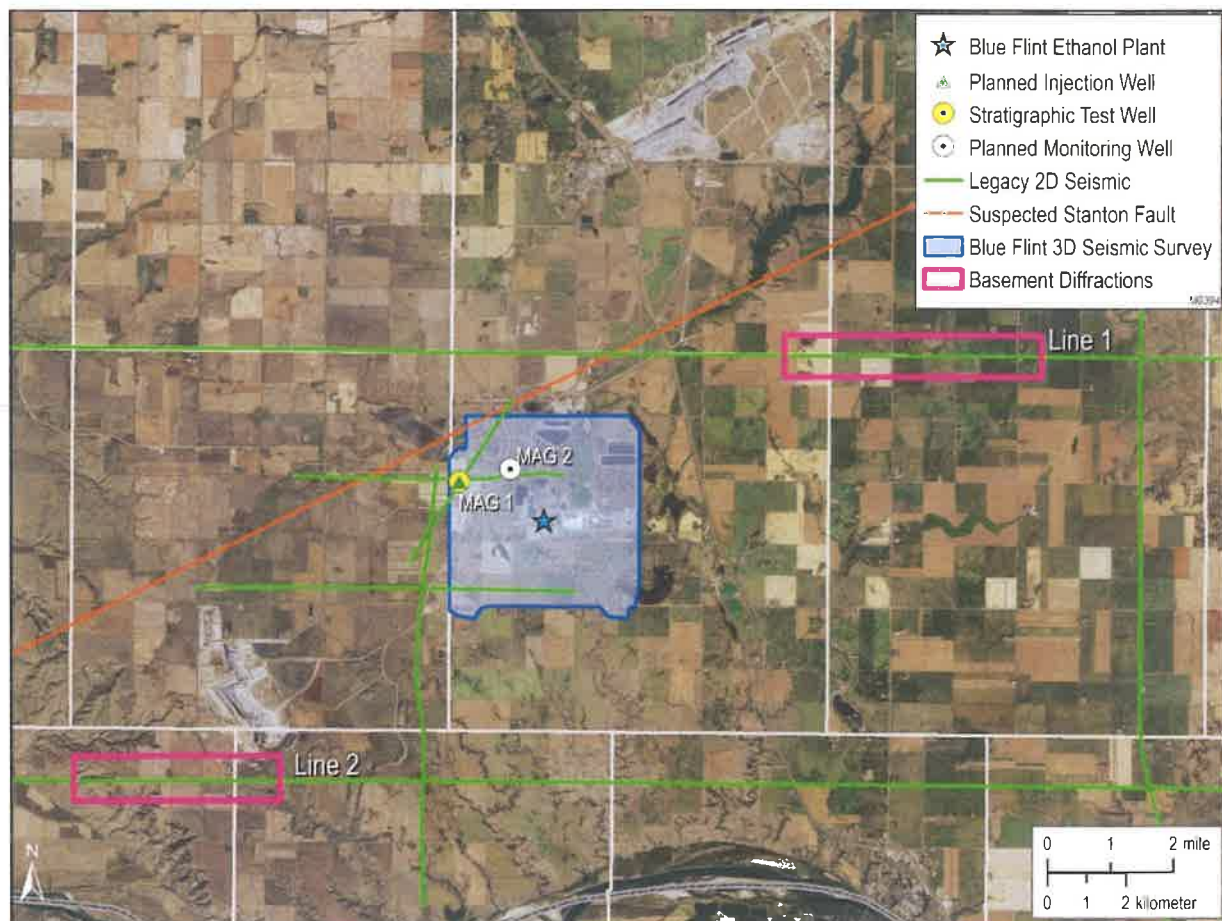 Blue Flint Ethanol Plant
Planned Injection Well
Stratigraphic Test Well
Planned Monitoring Well
Legacy 2D Seismic
Suspected Stanton Fault
Blue Flint 3D Seismic Survey
Basement Diffractions
Line 1
MAG 2
MAG 1
Line 2
N
0 1 2 mile
0 1 2 kilometer